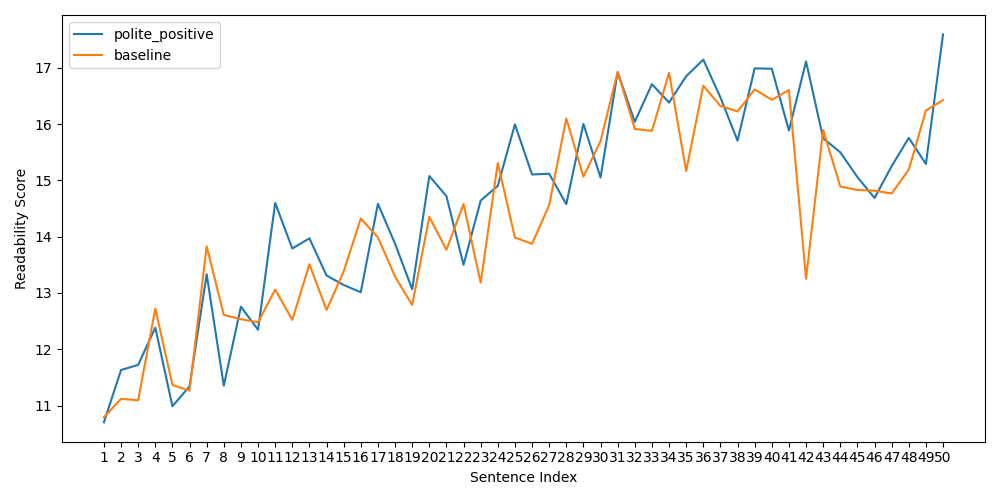 polite_positive
baseline
Readability Score
17
16
15
14
13
12
11
1 2 3 4 5 6 7 8 9 10 11 12 13 14 15 16 17 18 19 20 21 22 23 24 25 26 27 28 29 30 31 32 33 34 35 36 37 38 39 40 41 42 43 44 45 46 47 48 49 50
Sentence Index